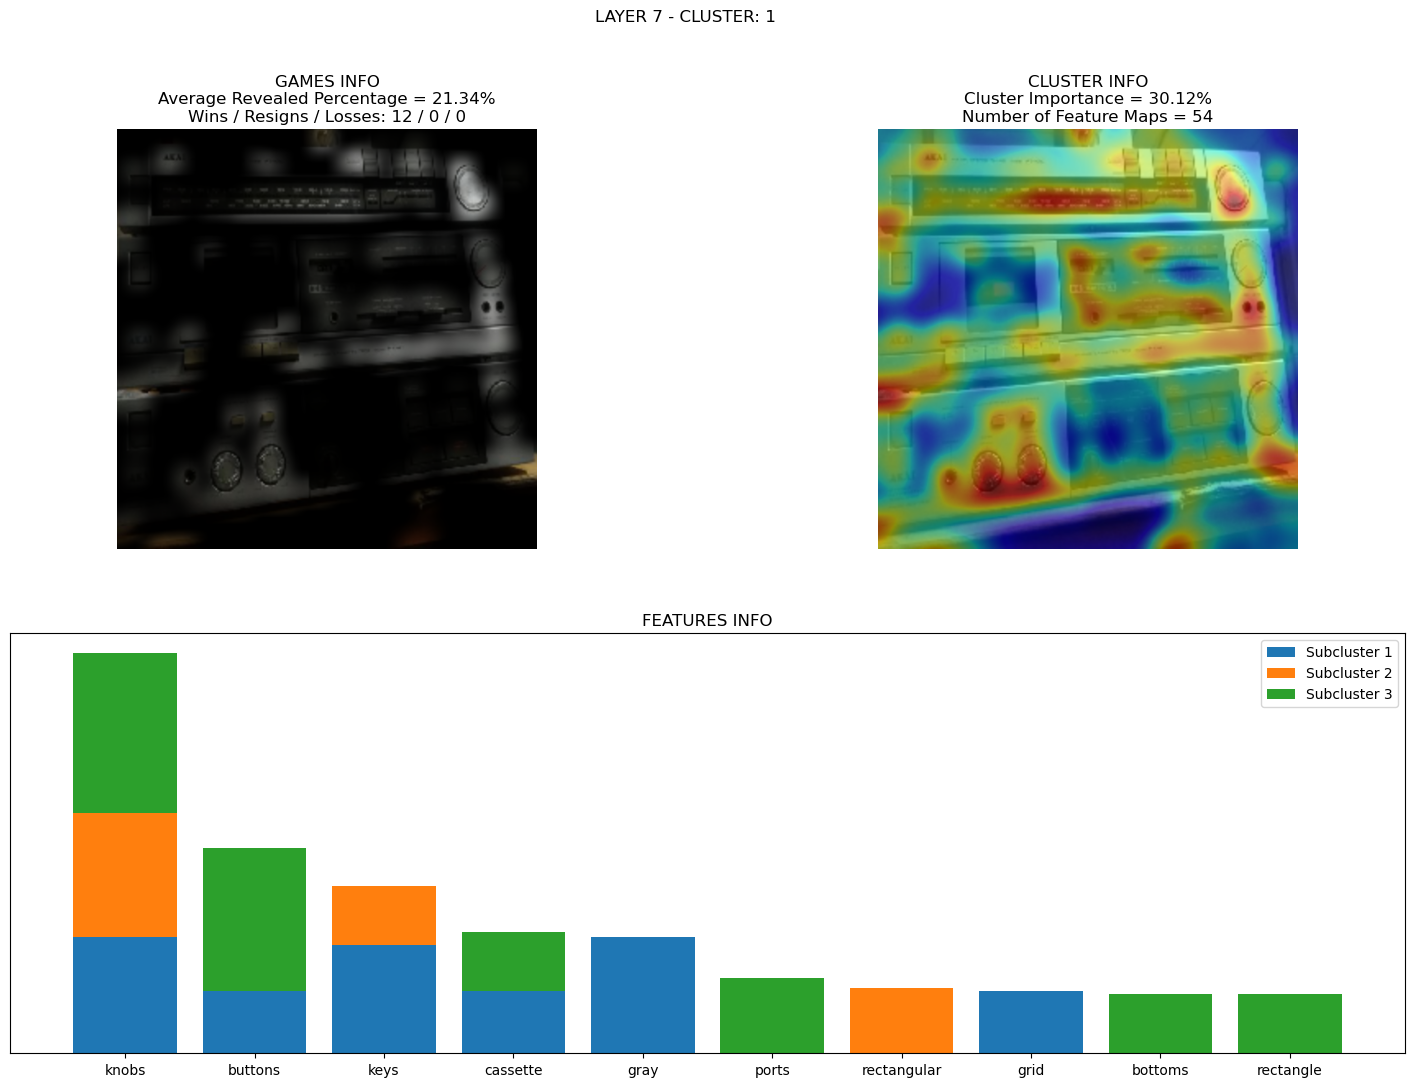 LAYER 7 - CLUSTER: 1
GAMES INFO
Average Revealed Percentage = 21.34%
Wins / Resigns / Losses: 12 / 0 / 0
CLUSTER INFO
Cluster Importance = 30.12%
Number of Feature Maps = 54
AKAI
AKAI
FEATURES INFO
Subcluster 1
Subcluster 2
Subcluster 3
knobs buttons keys cassette gray ports rectangular grid bottoms rectangle